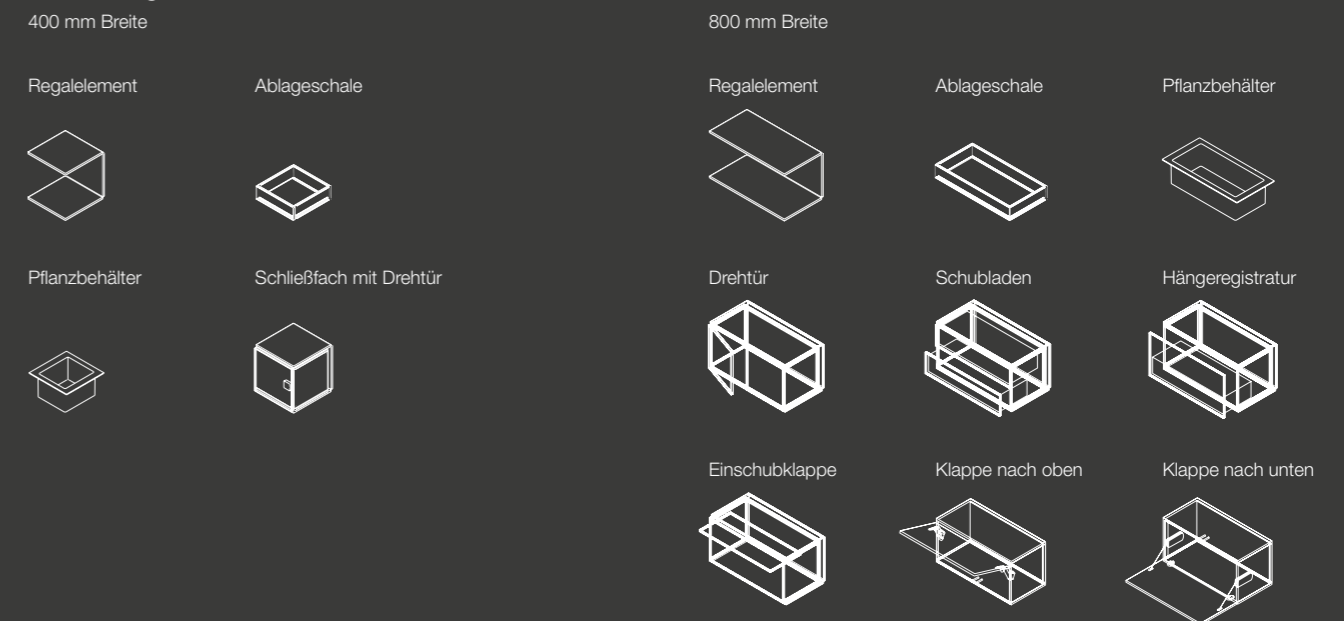 400 mm Breite
Regalelement
Ablageschale
Pflanzbehälter
Schließfach mit Drehtür
800 mm Breite
Regalelement
Ablageschale
Pflanzbehälter
Drehtür
Schubladen
Hängeregistratur
Einschubklappe
Klappe nach oben
Klappe nach unten